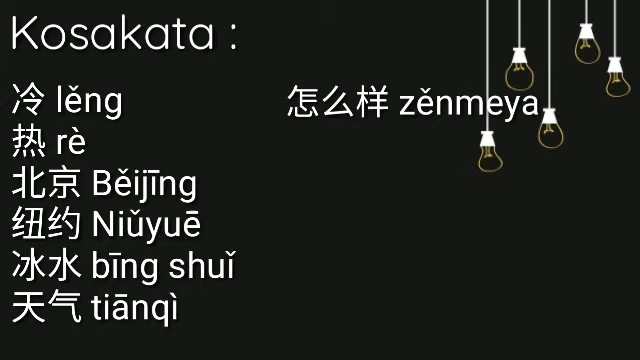 Kosakata :
冷 lěng
热 rè
北京 Běijīng
纽约 Niǔyuē
冰水 bīng shuǐ
天气 tiānqì
怎么样 zěnmeya